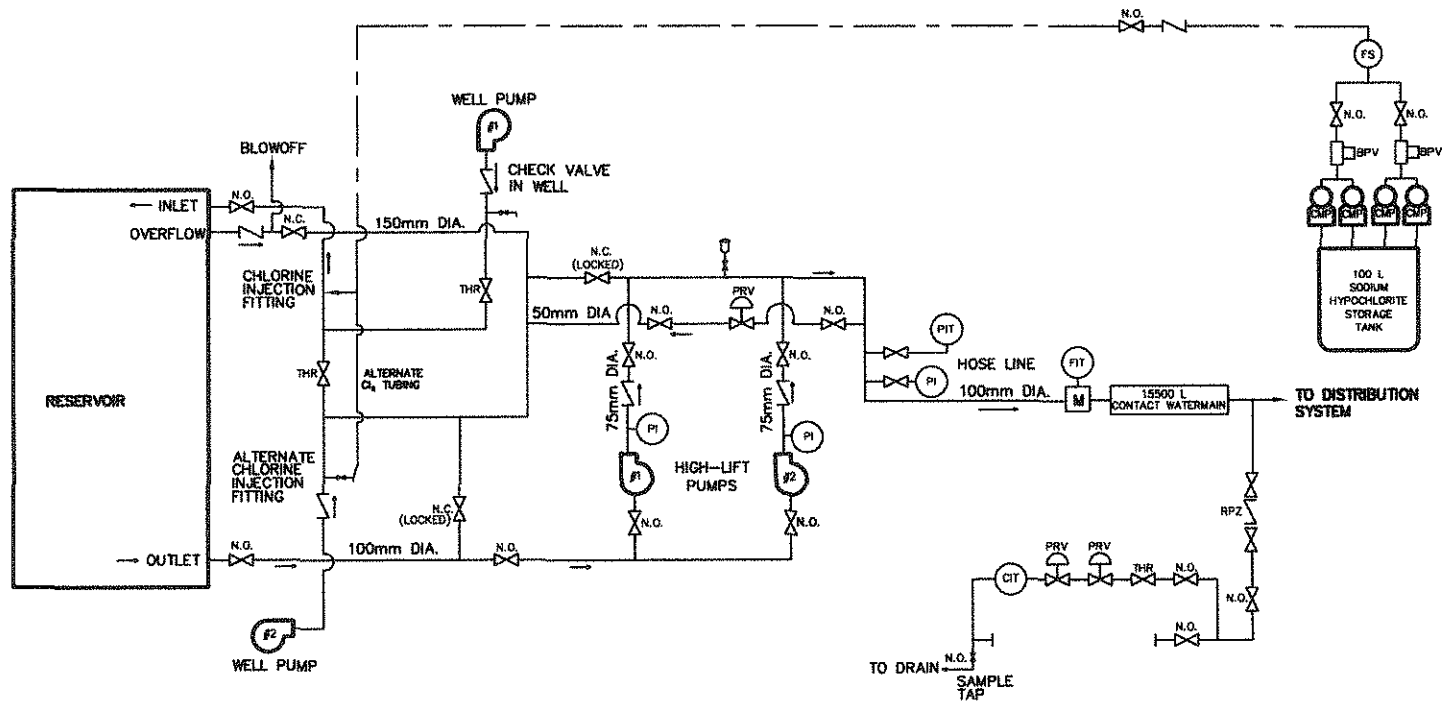 N.O.
FS
WELL PUMP
#1
N.O.
N.O.
BLOWOFF
CHECK VALVE
IN WELL
BPV
BPV
INLET
N.O.
OVERFLOW
N.C.
150mm DIA.
CMP
CMP
CMP
CMP
N.C.
(LOCKED)
CHLORINE
INJECTION
FITTING
THR
100 L
SODIUM
HYPOCHLORITE
STORAGE
TANK
50mm DIA
N.O.
PRV
N.O.
PIT
HOSE LINE
THR
ALTERNATE
CL₂ TUBING
N.O.
N.O.
PI
FIT
RESERVOIR
75mm DIA.
75mm DIA.
100mm DIA.
M
15500 L
CONTACT WATERMAIN
TO DISTRIBUTION
SYSTEM
PI
PI
ALTERNATE
CHLORINE
INJECTION
FITTING
#1
HIGH-LIFT
PUMPS
#2
N.C.
(LOCKED)
N.O.
N.O.
RPZ
OUTLET
N.O.
100mm DIA.
N.O.
PRV
PRV
THR
N.O.
CIT
N.O.
#2
WELL PUMP
N.O.
TO DRAIN
N.O.
SAMPLE
TAP